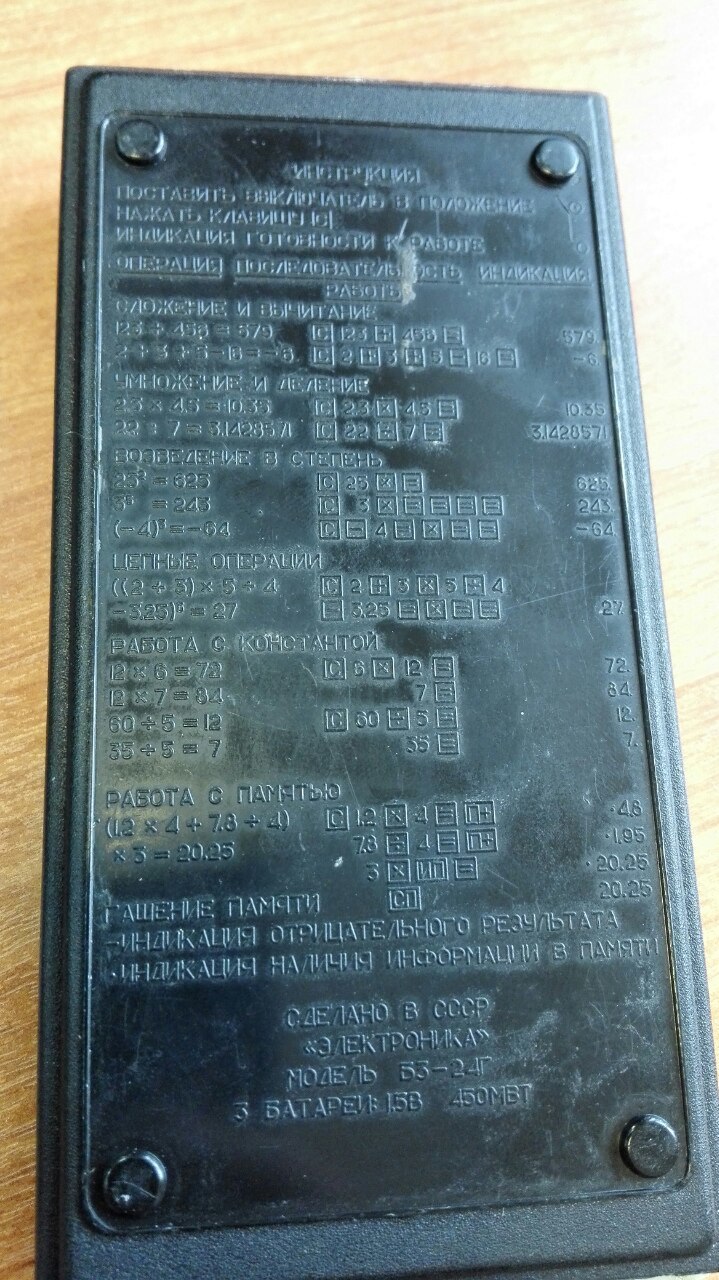 ИНСТРУКЦИЯ
ПОСТАВИТЬ ВЫКЛЮЧАТЕЛЬ В ПОЛОЖЕНИЕ
НАЖАТЬ КЛАВИШУ С
ИНДИКАЦИЯ ГОТОВНОСТИ К РАБОТЕ 0
ОПЕРАЦИЯ ПОСЛЕДОВАТЕЛЬНОСТЬ ИНДИКАЦИЯ
РАБОТЫ
СЛОЖЕНИЕ И ВЫЧИТАНИЕ
123 + 456 = 579 С 123 + 456 = 579.
2 + 3 + 5 - 16 = -6 С 2 + 3 + 5 - 16 = -6.
УМНОЖЕНИЕ И ДЕЛЕНИЕ
2.3 × 4.5 = 10.35 С 2.3 × 4.5 = 10.35
22 ÷ 7 = 3.1428571 С 22 ÷ 7 = 3.1428571
ВОЗВЕДЕНИЕ В СТЕПЕНЬ
25² = 625 С 25 × = 625.
3⁵ = 243 С 3 × = = = = 243.
(-4)³ = -64 С - 4 = × = = -64.
ЦЕПНЫЕ ОПЕРАЦИИ
((2 + 3) × 5 ÷ 4 С 2 + 3 × 5 ÷ 4
-3.25)³ = 27 - 3.25 = × = = 27.
РАБОТА С КОНСТАНТОЙ
12 × 6 = 72 С 6 × 12 = 72.
12 × 7 = 84 7 = 84.
60 ÷ 5 = 12 С 60 ÷ 5 = 12.
35 ÷ 5 = 7 35 = 7.
РАБОТА С ПАМЯТЬЮ
(1.2 × 4 + 7.8 ÷ 4) С 1.2 × 4 = П+ ·4.8
× 3 = 20.25 7.8 ÷ 4 = П+ ·1.95
3 × ИП = ·20.25
ГАШЕНИЕ ПАМЯТИ СП 20.25
-ИНДИКАЦИЯ ОТРИЦАТЕЛЬНОГО РЕЗУЛЬТАТА
·ИНДИКАЦИЯ НАЛИЧИЯ ИНФОРМАЦИИ В ПАМЯТИ
СДЕЛАНО В СССР
«ЭЛЕКТРОНИКА»
МОДЕЛЬ Б3-24Г
3 БАТАРЕИ: 1.5В 450МВТ